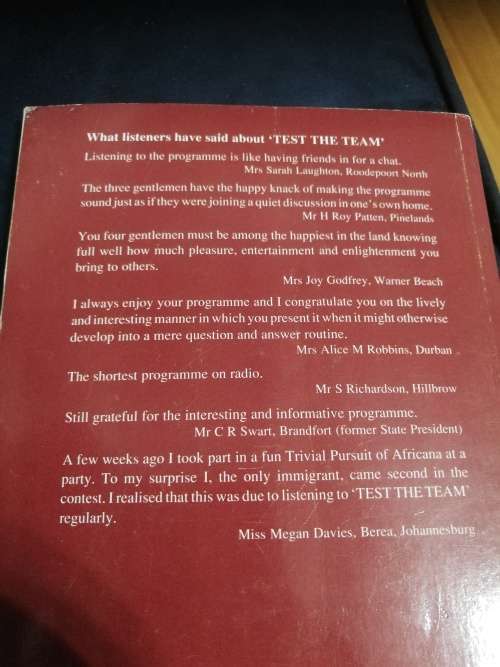 What listeners have said about 'TEST THE TEAM'
Listening to the programme is like having friends in for a chat.
Mrs Sarah Laughton, Roodepoort North
The three gentlemen have the happy knack of making the programme
sound just as if they were joining a quiet discussion in one's own home.
Mr H Roy Patten, Pinelands
You four gentlemen must be among the happiest in the land knowing
full well how much pleasure, entertainment and enlightenment you
bring to others.
Mrs Joy Godfrey, Warner Beach
I always enjoy your programme and I congratulate you on the lively
and interesting manner in which you present it when it might otherwise
develop into a mere question and answer routine.
Mrs Alice M Robbins, Durban
The shortest programme on radio.
Mr S Richardson, Hillbrow
Still grateful for the interesting and informative programme.
Mr C R Swart, Brandfort (former State President)
A few weeks ago I took part in a fun Trivial Pursuit of Africana at a
party. To my surprise I, the only immigrant, came second in the
contest. I realised that this was due to listening to 'TEST THE TEAM'
regularly.
Miss Megan Davies, Berea, Johannesburg